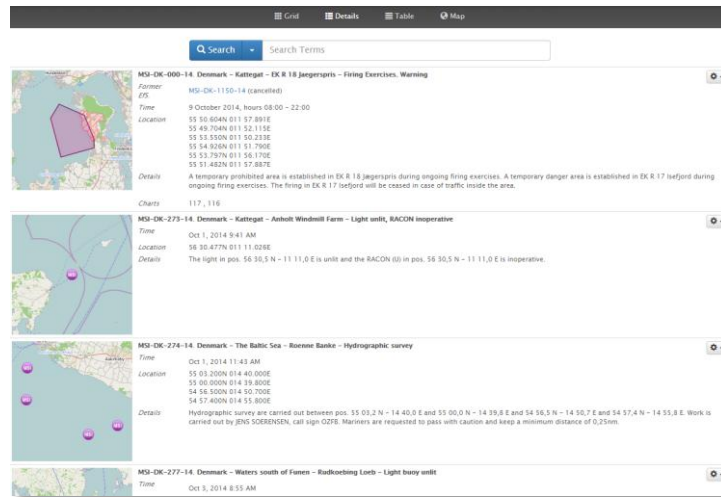 Grid Details Table Map
Search Search Terms
MSI-DK-000-14. Denmark - Kattegat - EK R 18 Jaegerspris - Firing Exercises. Warning
Former EfS. MSI-DK-1150-14 (cancelled)
Time 9 October 2014, hours 08:00 - 22:00
Location 55 50.604N 011 57.891E
55 49.704N 011 52.115E
55 53.550N 011 50.233E
55 54.926N 011 51.790E
55 53.797N 011 56.170E
55 51.482N 011 57.887E
Details A temporary prohibited area is established in EK R 18 Jægerspris during ongoing firing exercises. A temporary danger area is established in EK R 17 Isefjord during
ongoing firing exercises. The firing in EK R 17 Isefjord will be ceased in case of traffic inside the area.
Charts 117 , 116
MSI-DK-273-14. Denmark - Kattegat - Anholt Windmill Farm - Light unlit, RACON inoperative
Time Oct 1, 2014 9:41 AM
Location 56 30.477N 011 11.026E
Details The light in pos. 56 30,5 N - 11 11,0 E is unlit and the RACON (U) in pos. 56 30,5 N - 11 11,0 E is inoperative.
MSI
MSI-DK-274-14. Denmark - The Baltic Sea - Roenne Banke - Hydrographic survey
Time Oct 1, 2014 11:43 AM
Location 55 03.200N 014 40.000E
55 00.000N 014 39.800E
54 56.500N 014 50.700E
54 57.400N 014 55.800E
Details Hydrographic survey are carried out between pos. 55 03,2 N - 14 40,0 E and 55 00,0 N - 14 39,8 E and 54 56,5 N - 14 50,7 E and 54 57,4 N - 14 55,8 E. Work is
carried out by JENS SOERENSEN, call sign OZFB. Mariners are requested to pass with caution and keep a minimum distance of 0,25nm.
MSI
MSI
MSI
MSI
MSI-DK-277-14. Denmark - Waters south of Funen - Rudkoebing Loeb - Light buoy unlit
Time Oct 3, 2014 8:55 AM